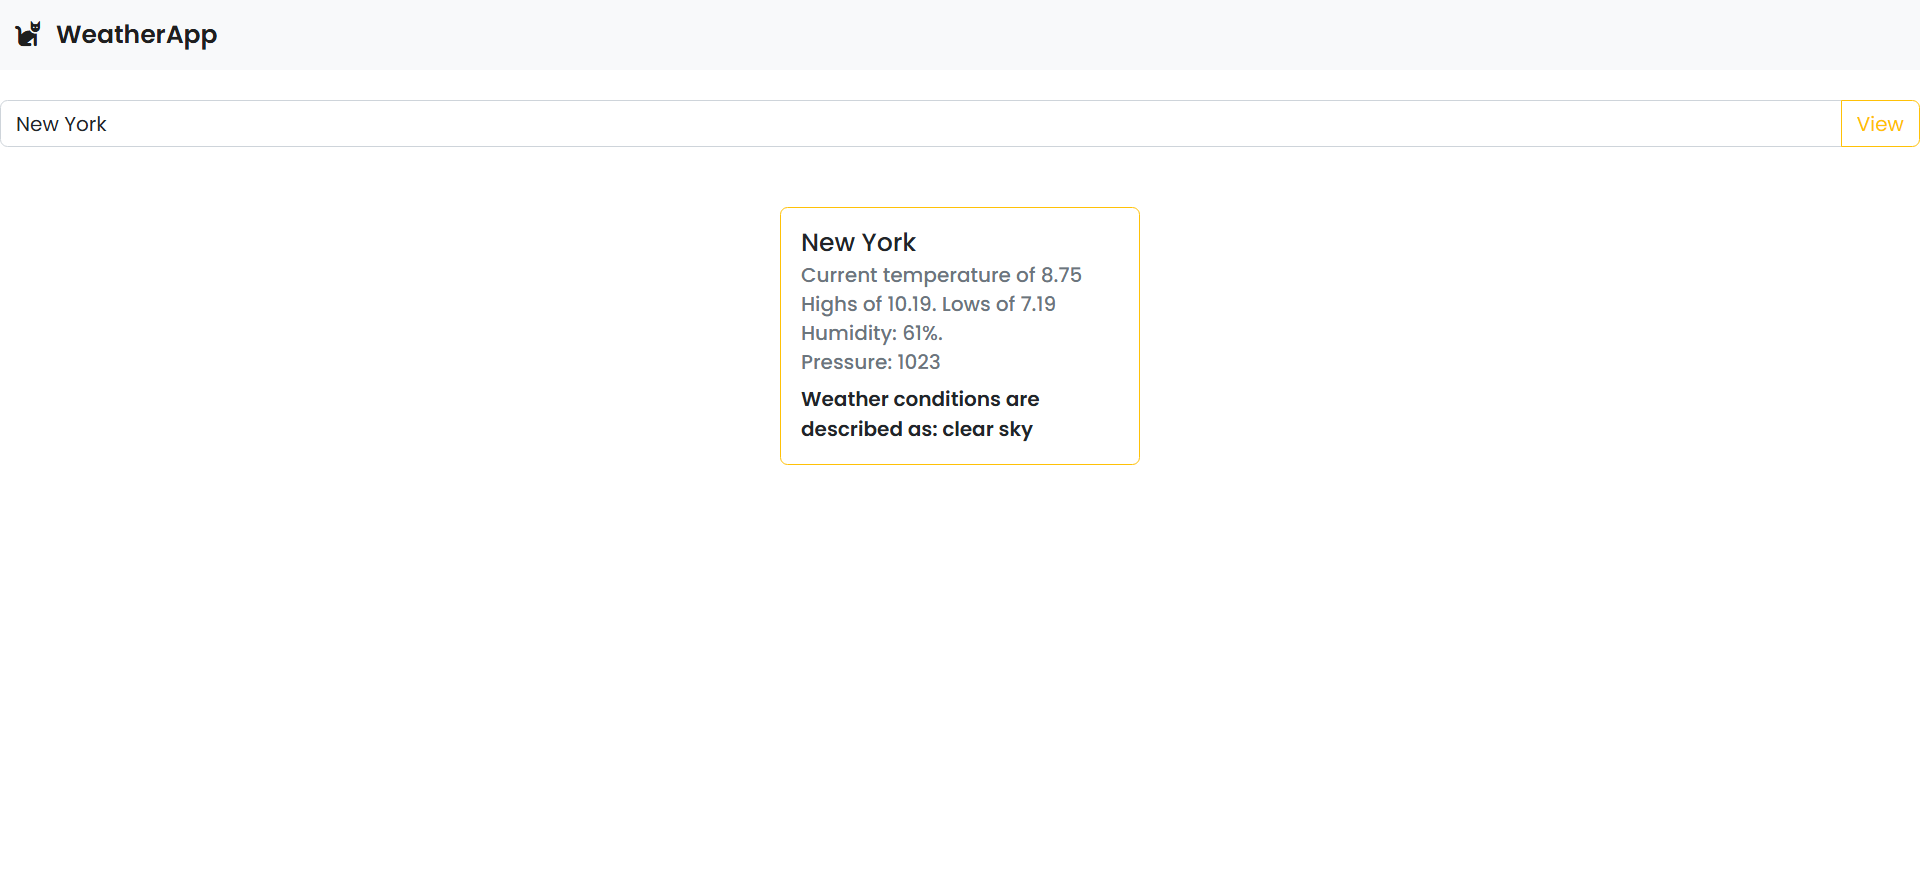 WeatherApp
New York
View
New York
Current temperature of 8.75
Highs of 10.19. Lows of 7.19
Humidity: 61%.
Pressure: 1023
Weather conditions are
described as: clear sky